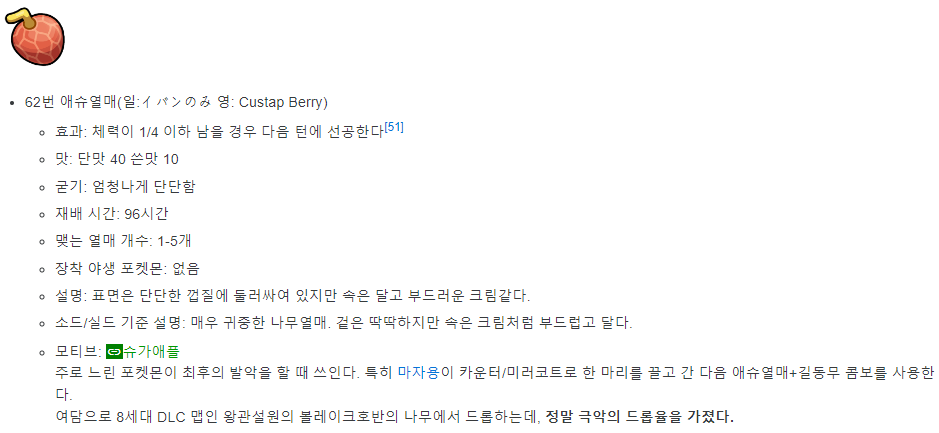 62번 애슈열매(일:イバンのみ 영: Custap Berry)
효과: 체력이 1/4 이하 남을 경우 다음 턴에 선공한다[51]
맛: 단맛 40 쓴맛 10
굳기: 엄청나게 단단함
재배 시간: 96시간
맺는 열매 개수: 1-5개
장착 야생 포켓몬: 없음
설명: 표면은 단단한 껍질에 둘러싸여 있지만 속은 달고 부드러운 크림같다.
소드/실드 기준 설명: 매우 귀중한 나무열매. 겉은 딱딱하지만 속은 크림처럼 부드럽고 달다.
모티브: 슈가애플
주로 느린 포켓몬이 최후의 발악을 할 때 쓰인다. 특히 마자용이 카운터/미러코트로 한 마리를 끌고 간 다음 애슈열매+길동무 콤보를 사용한
다.
여담으로 8세대 DLC 맵인 왕관설원의 볼레이크호반의 나무에서 드롭하는데, 정말 극악의 드롭율을 가졌다.